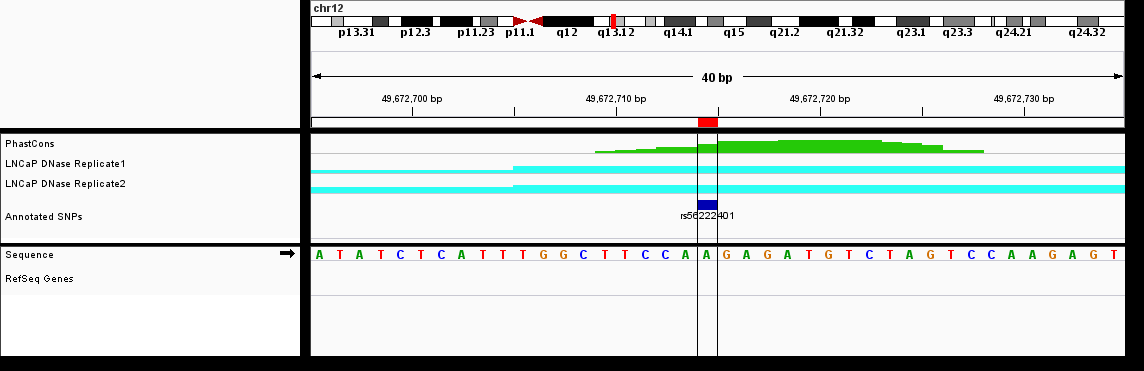 chr12
p13.31 p12.3 p11.23 p11.1 q12 q13.12 q14.1 q15 q21.2 q21.32 q23.1 q23.3 q24.21 q24.32
40 bp
49,672,700 bp 49,672,710 bp 49,672,720 bp 49,672,730 bp
PhastCons
LNCaP DNase Replicate1
LNCaP DNase Replicate2
Annotated SNPs
rs56222401
Sequence A T A T C T C A T T T G G C T T C C A A G A G A T G T C T A G T C C A A G A G T
RefSeq Genes